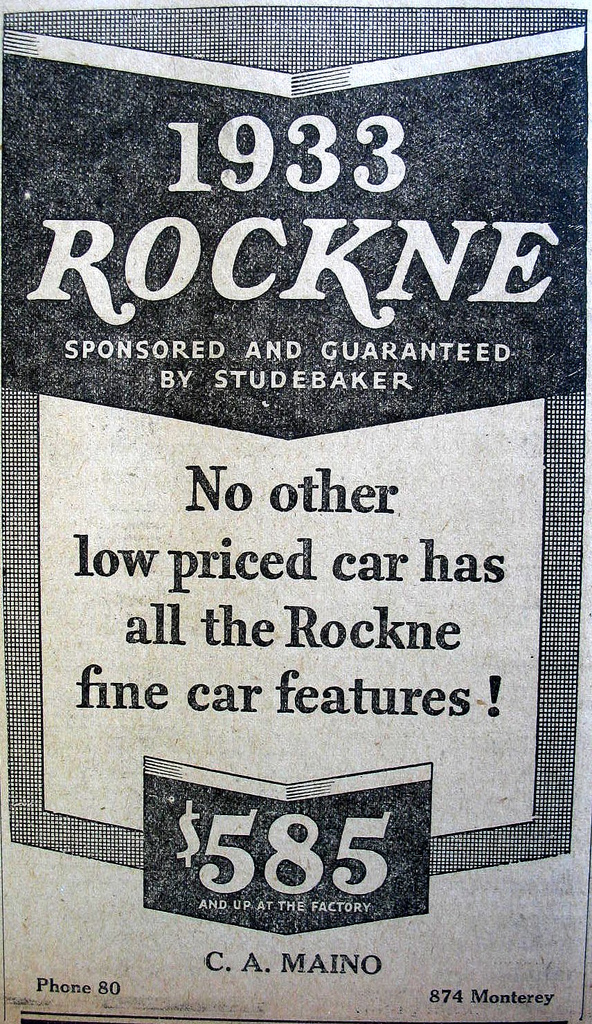 1933
ROCKNE
SPONSORED AND GUARANTEED
BY STUDEBAKER
No other
low priced car has
all the Rockne
fine car features!
$585
AND UP AT THE FACTORY
C. A. MAINO
Phone 80
874 Monterey